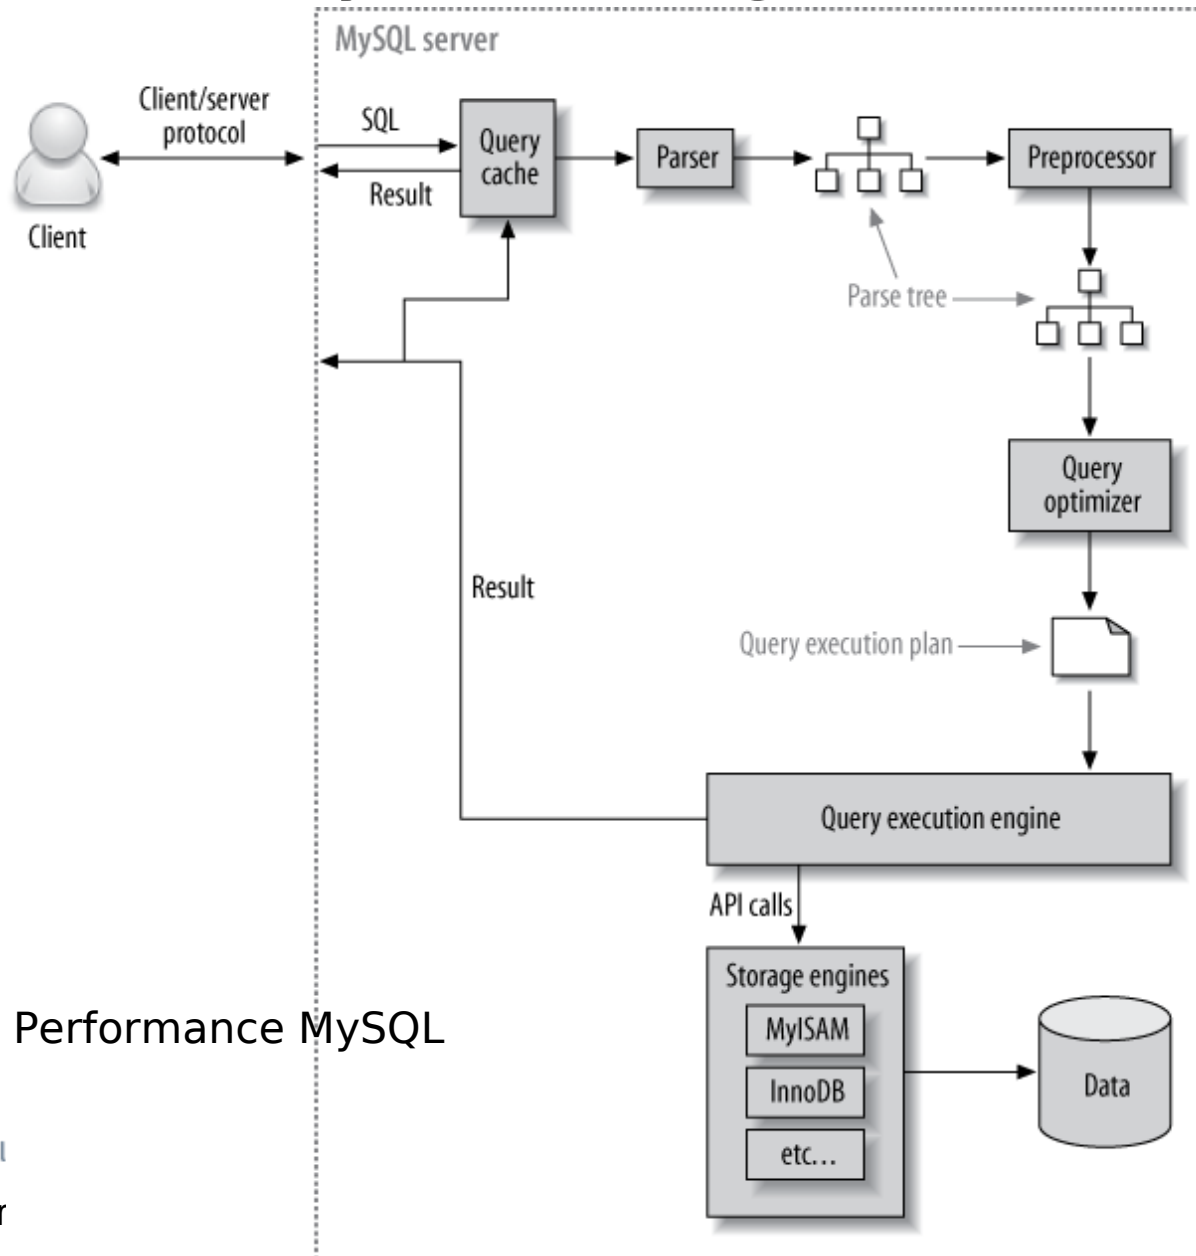 MySQL server
Client/server
protocol
SQL
Result
Query
cache
Parser
Preprocessor
Client
Parse tree
Query
optimizer
Result
Query execution plan
Query execution engine
API calls
Storage engines
MyISAM
InnoDB
etc...
Data
Performance MySQL